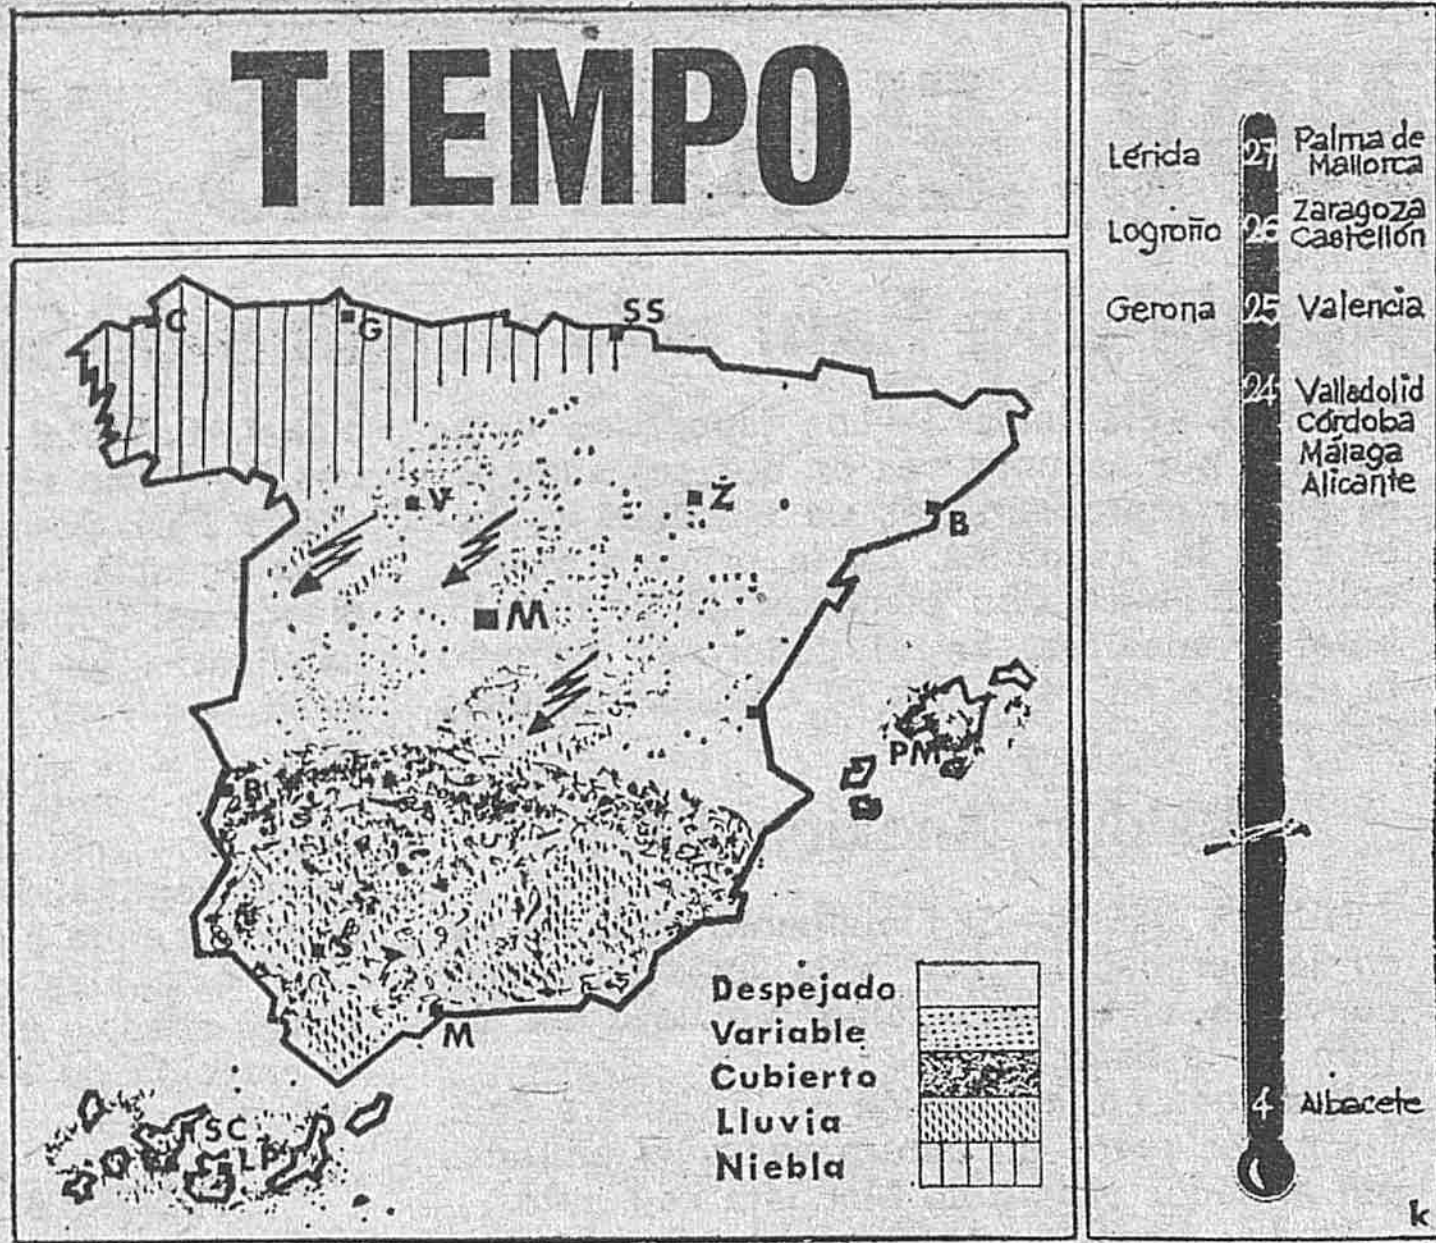 TIEMPO
C
G
SS
V
Z
B
M
PM
B
S
M
SC
LP
Despejado
Variable
Cubierto
Lluvia
Niebla
Lérida 27 Palma de
Mallorca
Logroño 26 Zaragoza
Castellón
Gerona 25 Valencia
24 Valladolid
Córdoba
Málaga
Alicante
4 Albacete
k